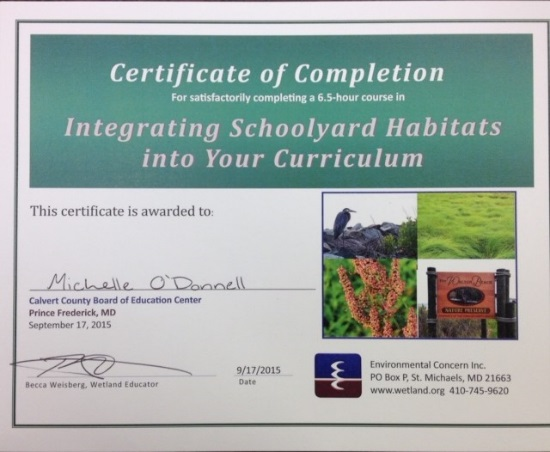 Certificate of Completion
For satisfactorily completing a 6.5-hour course in
Integrating Schoolyard Habitats
into Your Curriculum
This certificate is awarded to:
Michelle O'Donnell
Calvert County Board of Education Center
Prince Frederick, MD
September 17, 2015
Becca Weisberg, Wetland Educator
9/17/2015
Date
NATURE PRESERVE
Environmental Concern Inc.
PO Box P, St. Michaels, MD 21663
www.wetland.org 410-745-9620